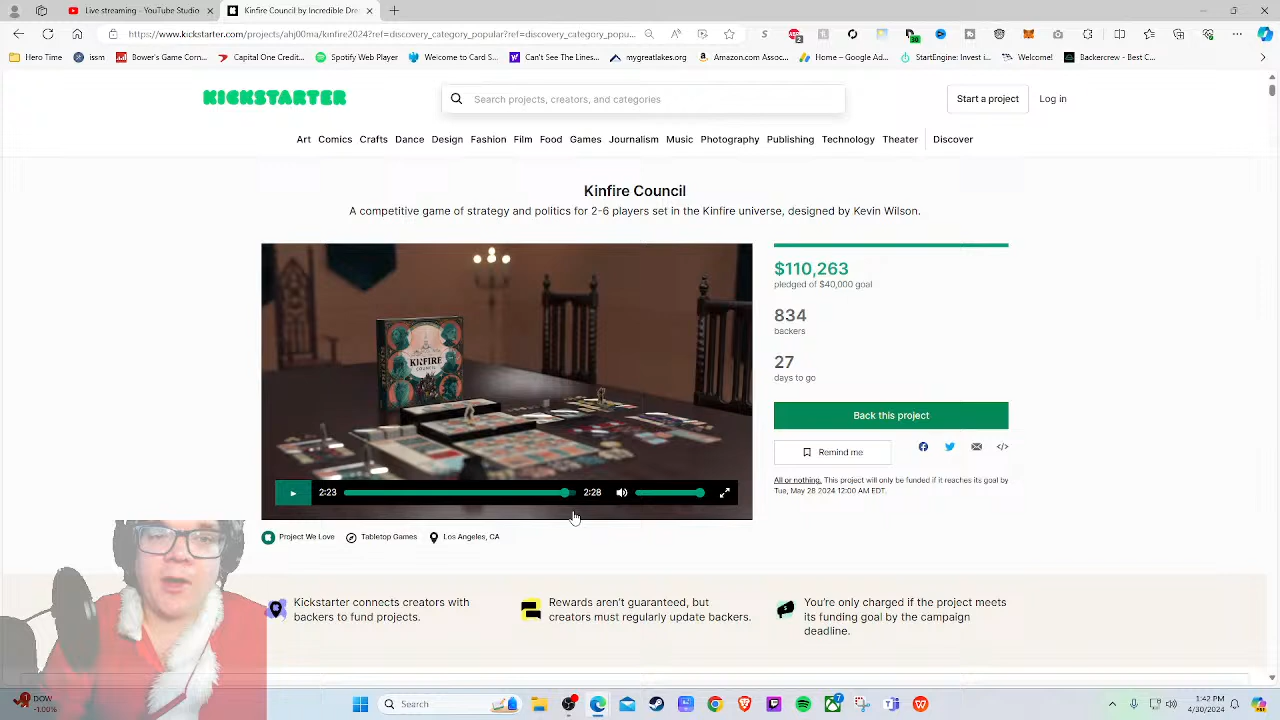 Live streaming - YouTube Studio
Kinfire Council by Incredible Dre
https://www.kickstarter.com/projects/ahj00ma/kinfire2024?ref=discovery_category_popular&ref=discovery_category_popu...
Hero Time
issix
Dower's Game Corn...
Capital One Credit...
Spotify Web Player
Welcome to Card S...
Can't See The Lines...
nogreatlakes.org
Amazon.com Assoc...
Home – Google Ad...
StartEngine: Invest i...
Welcome!
Backercrew - Best C...
KICKSTARTER
Search projects, creators, and categories
Start a project
Log in
Art Comics Crafts Dance Design Fashion Film Food Games Journalism Music Photography Publishing Technology Theater Discover
Kinfire Council
A competitive game of strategy and politics for 2-6 players set in the Kinfire universe, designed by Kevin Wilson.
KINFIRE
COUNCIL
2:23
2:28
$110,263
pledged of $40,000 goal
834
backers
27
days to go
Back this project
Remind me
All or nothing. This project will only be funded if it reaches its goal by
Tue, May 28 2024 12:00 AM EDT.
Project We Love
Tabletop Games
Los Angeles, CA
Kickstarter connects creators with
backers to fund projects.
Rewards aren't guaranteed, but
creators must regularly update backers.
You're only charged if the project meets
its funding goal by the campaign
deadline.
DOW
-1.00%
Search
1:42 PM
4/30/2024